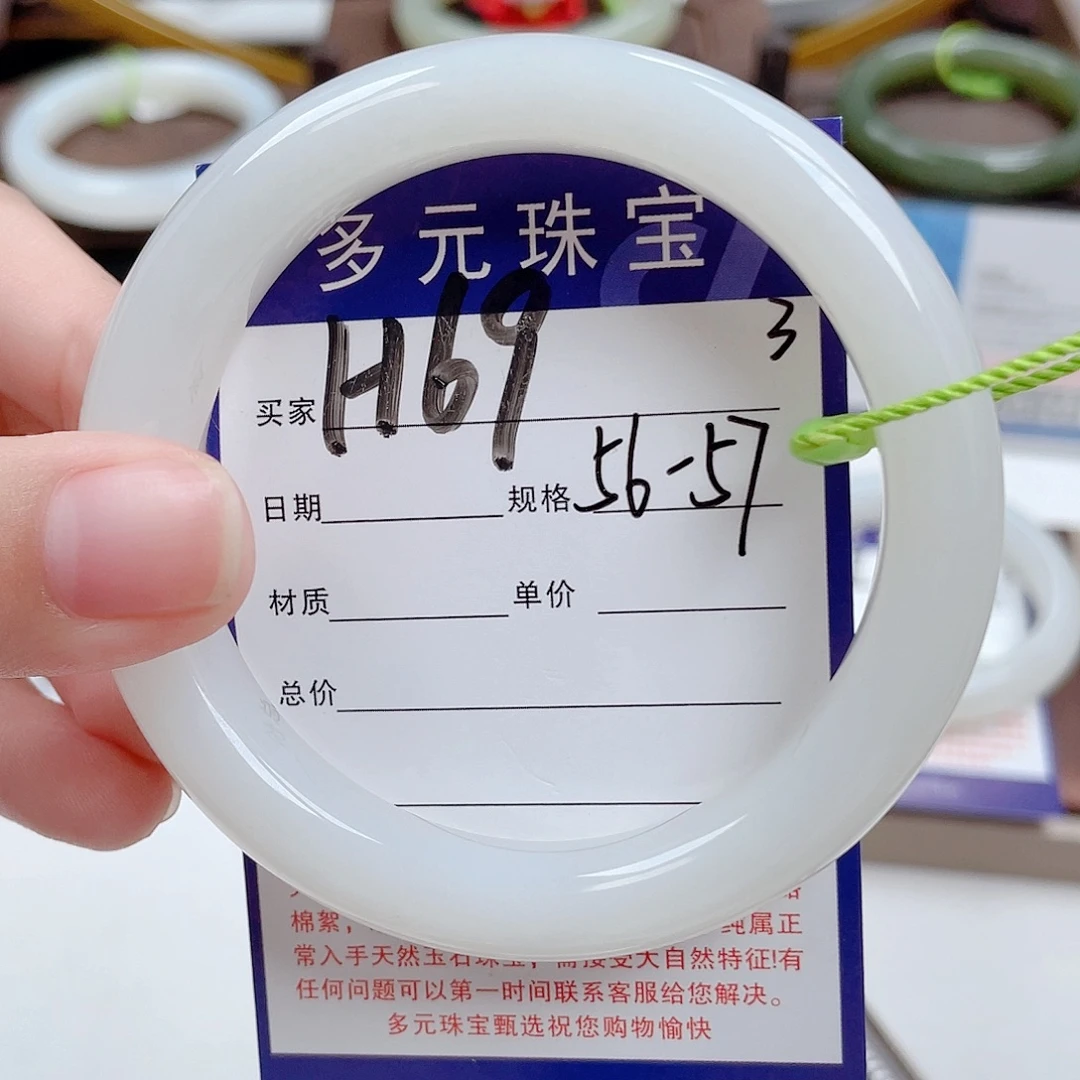 多元珠宝
3
买家 H69
日期 规格 56-57
材质 单价
总价
棉絮, 纯属正
常入手天然玉石珠宝,需接受大自然特征!有
任何问题可以第一时间联系客服给您解决。
多元珠宝甄选祝您购物愉快